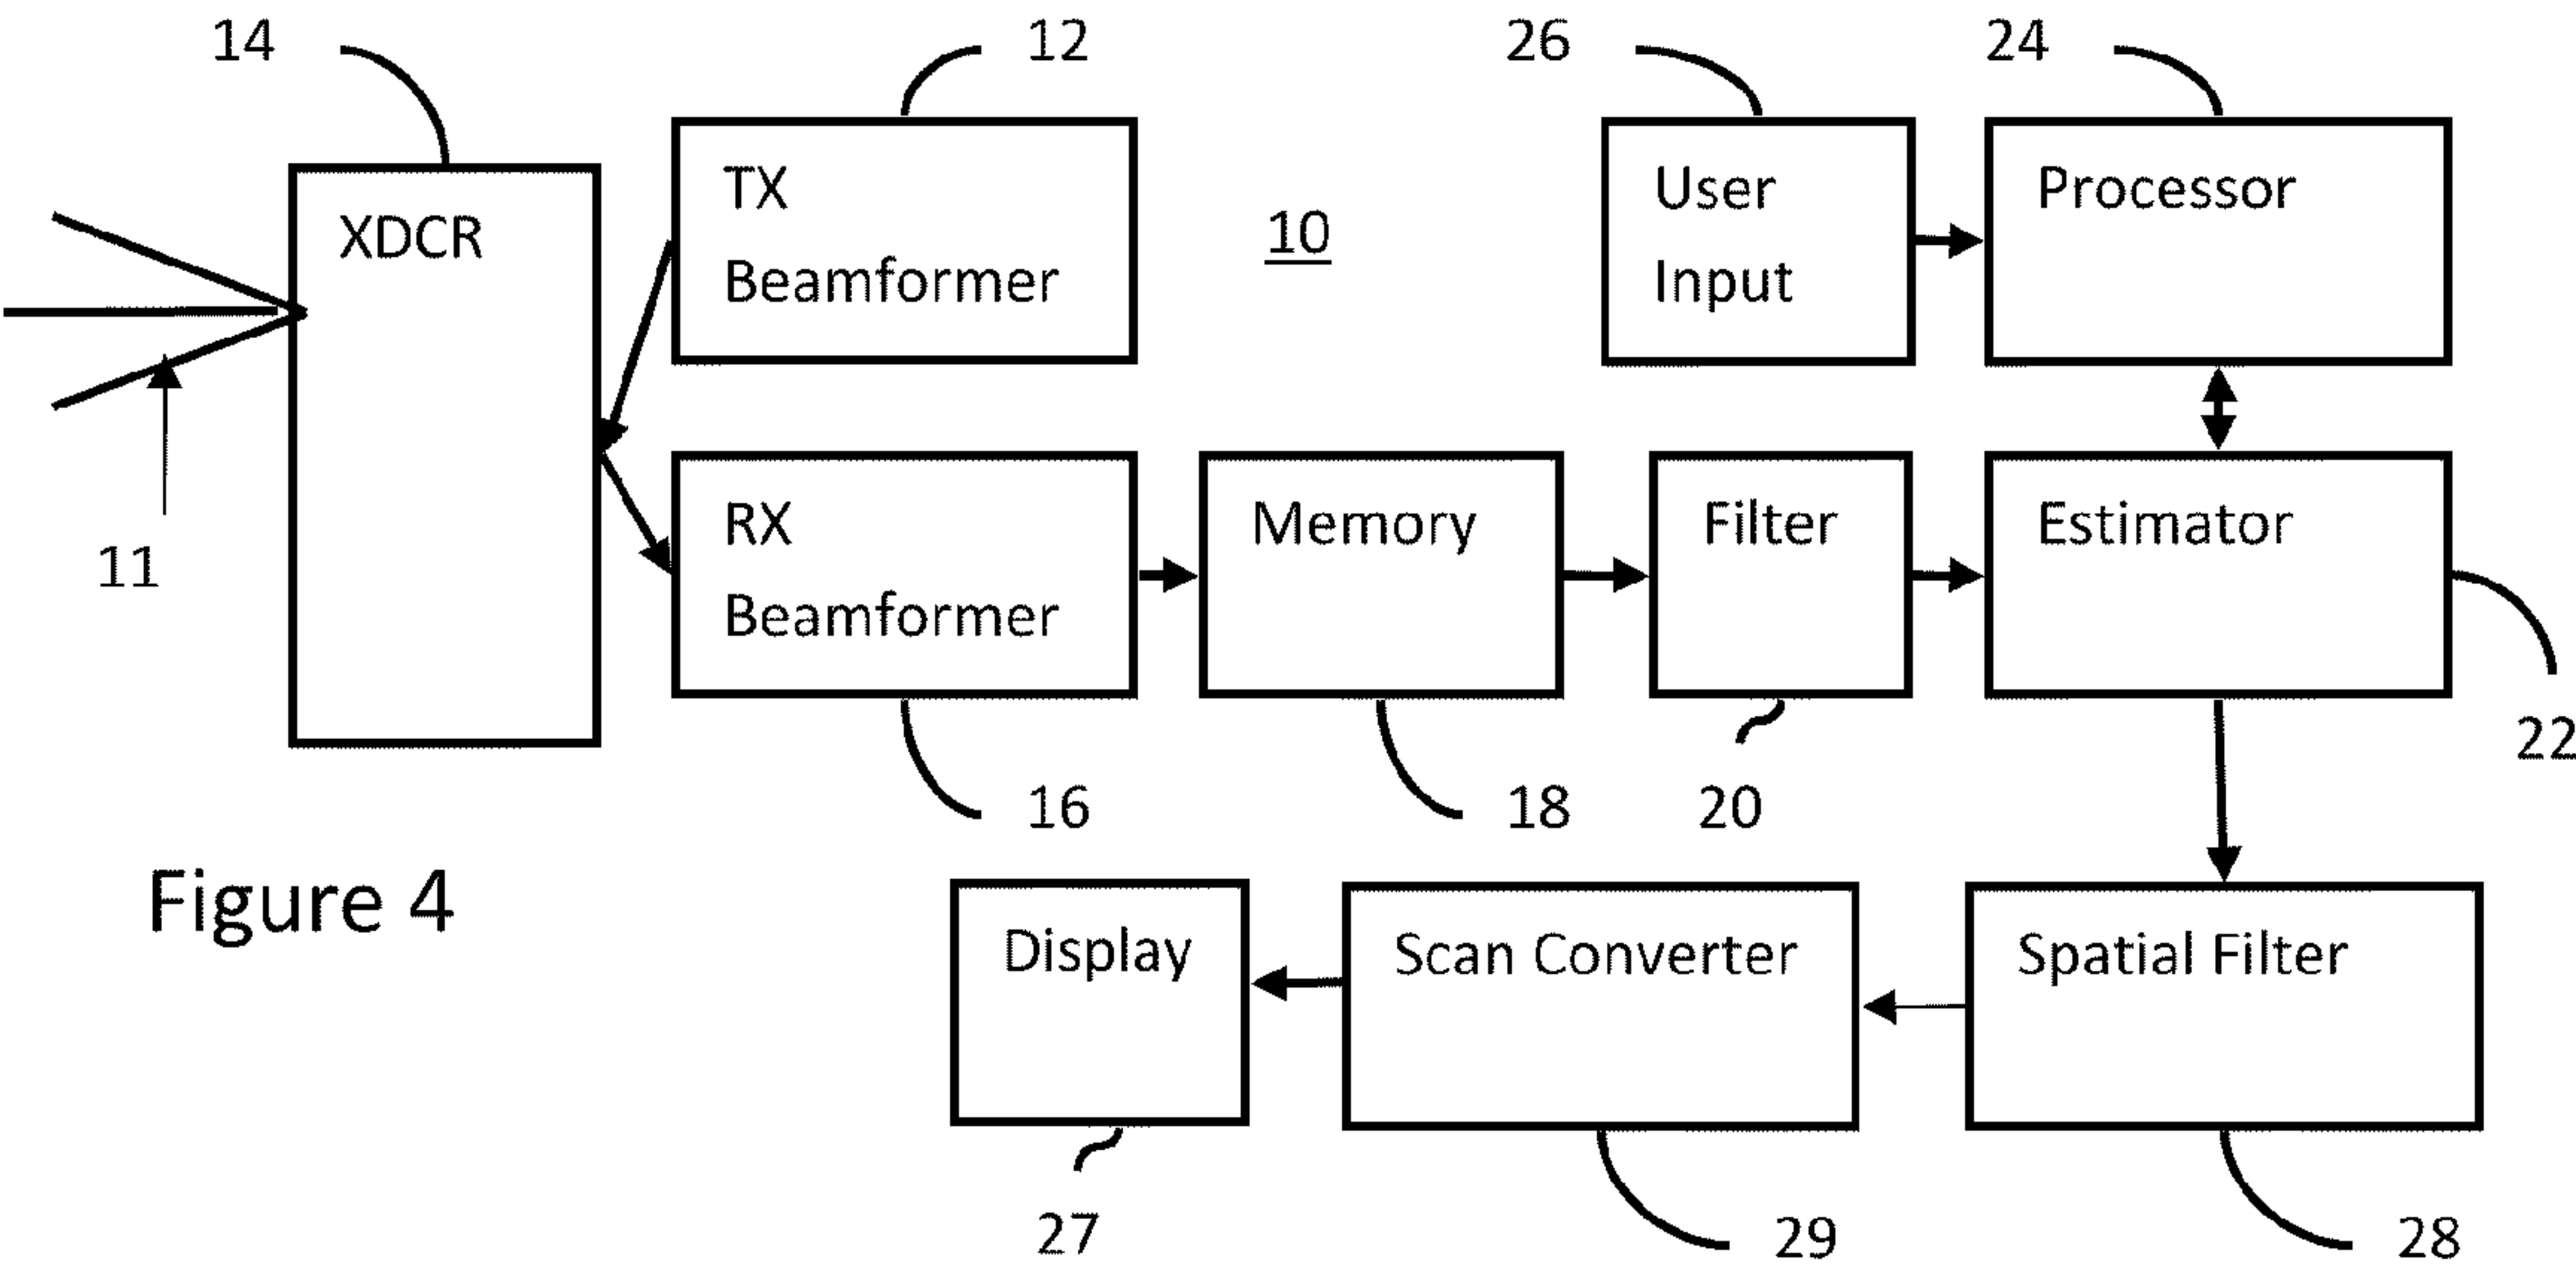 14
12
26
24
XDCR
TX
Beamformer
10
User
Input
Processor
11
RX
Beamformer
Memory
Filter
Estimator
22
16
18
20
Figure 4
Display
Scan Converter
Spatial Filter
27
29
28